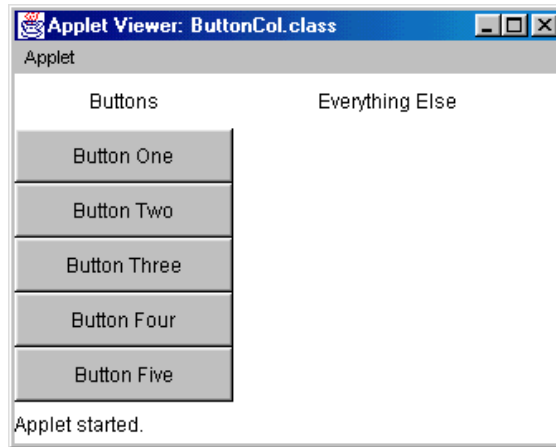 Applet Viewer: ButtonCol.class
Applet
Buttons Everything Else
Button One
Button Two
Button Three
Button Four
Button Five
Applet started.